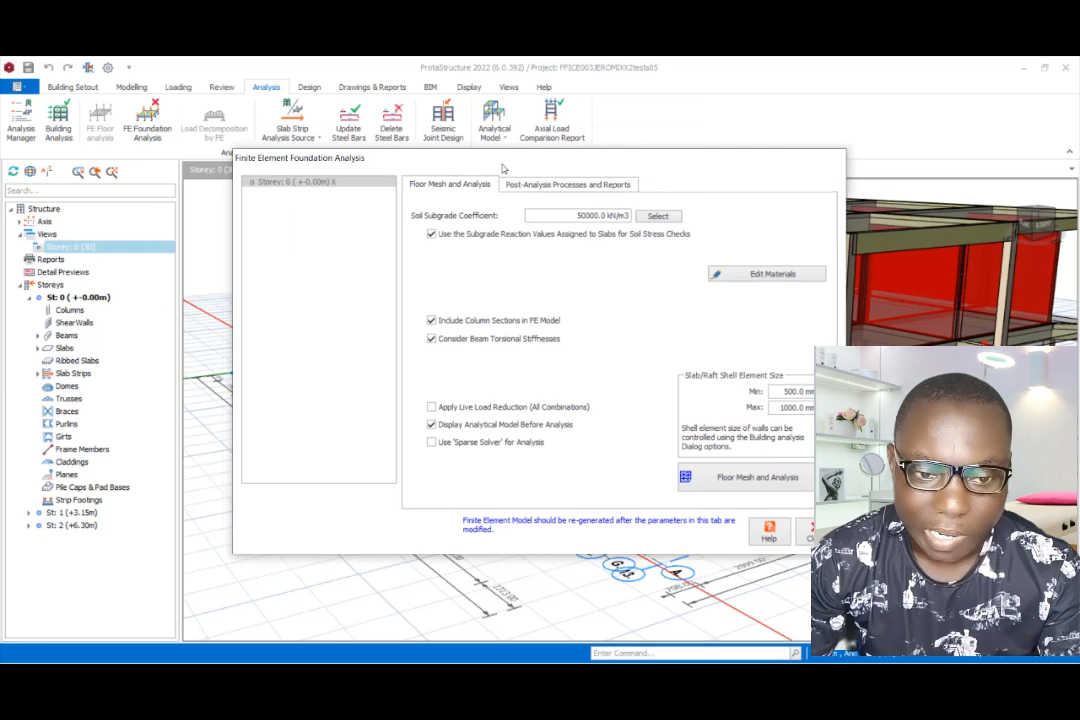 ProtaStructure 2022 (6.0.392) / Project: FFICE003JEROMIXX2tests05
Building Setout Modelling Loading Review Analysis Design Drawings & Reports BIM Display Views Help
Analysis Manager
Building Analysis
FE Floor analysis
FE Foundation Analysis
Load Decomposition by FE
Slab Strip Analysis Source
Update Steel Bars
Delete Steel Bars
Seismic Joint Design
Analytical Model
Axial Load Comparison Report
Search...
Structure
Axis
Views
Storey: 0 (3D)
Reports
Detail Previews
Storeys
St: 0 ( +-0.00m)
Columns
ShearWalls
Beams
Slabs
Ribbed Slabs
Slab Strips
Domes
Trusses
Braces
Purlins
Girts
Frame Members
Claddings
Planes
Pile Caps & Pad Bases
Strip Footings
St: 1 (+3.15m)
St: 2 (+6.30m)
Storey: 0 (3
Finite Element Foundation Analysis
Storey: 0 ( +-0.00m) X
Floor Mesh and Analysis Post-Analysis Processes and Reports
Soil Subgrade Coefficient: 50000.0 kN/m3 Select
Use the Subgrade Reaction Values Assigned to Slabs for Soil Stress Checks
Edit Materials
Include Column Sections in FE Model
Consider Beam Torsional Stiffnesses
Slab/Raft Shell Element Size
Min: 500.0 mm
Max: 1000.0 mm
Apply Live Load Reduction (All Combinations)
Display Analytical Model Before Analysis
Use 'Sparse Solver' for Analysis
Shell element size of walls can
be controlled using the Building analysis
Dialog options.
Floor Mesh and Analysis
Finite Element Model should be re-generated after the parameters in this tab are
modified.
Help
Enter Command...